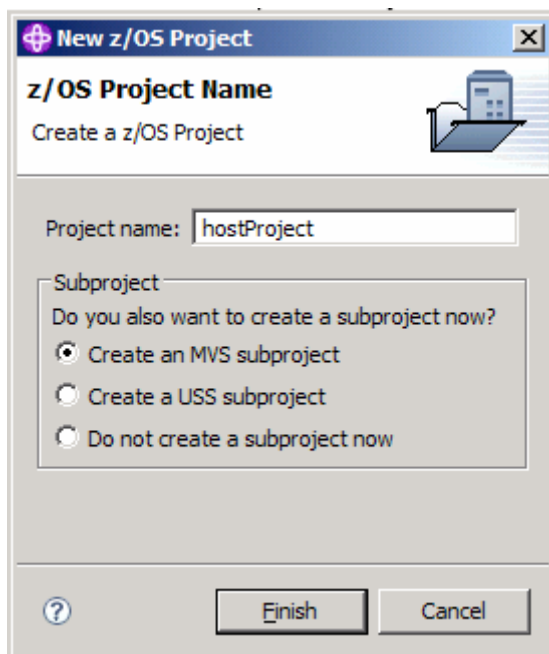 New z/OS Project
z/OS Project Name
Create a z/OS Project
Project name: hostProject
Subproject
Do you also want to create a subproject now?
Create an MVS subproject
Create a USS subproject
Do not create a subproject now
? Finish Cancel